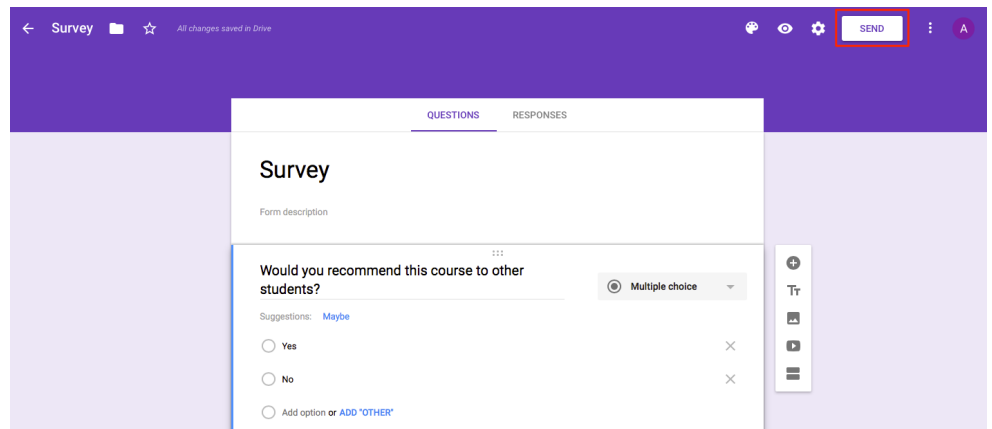 Survey All changes saved in Drive SEND A
QUESTIONS RESPONSES
Survey
Form description
Would you recommend this course to other
students?
Multiple choice
Suggestions: Maybe
Yes
No
Add option or ADD "OTHER"
Tт